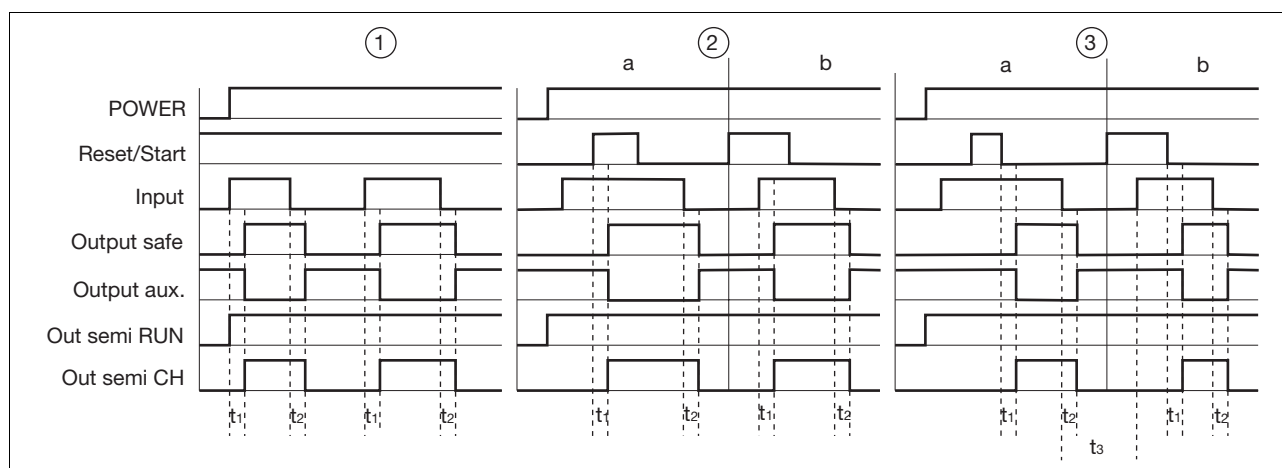 1 2 3
a b a b
POWER
Reset/Start
Input
Output safe
Output aux.
Out semi RUN
Out semi CH
t1 t2 t1 t2 t1 t2 t1 t2 t1 t2 t1 t2
t3